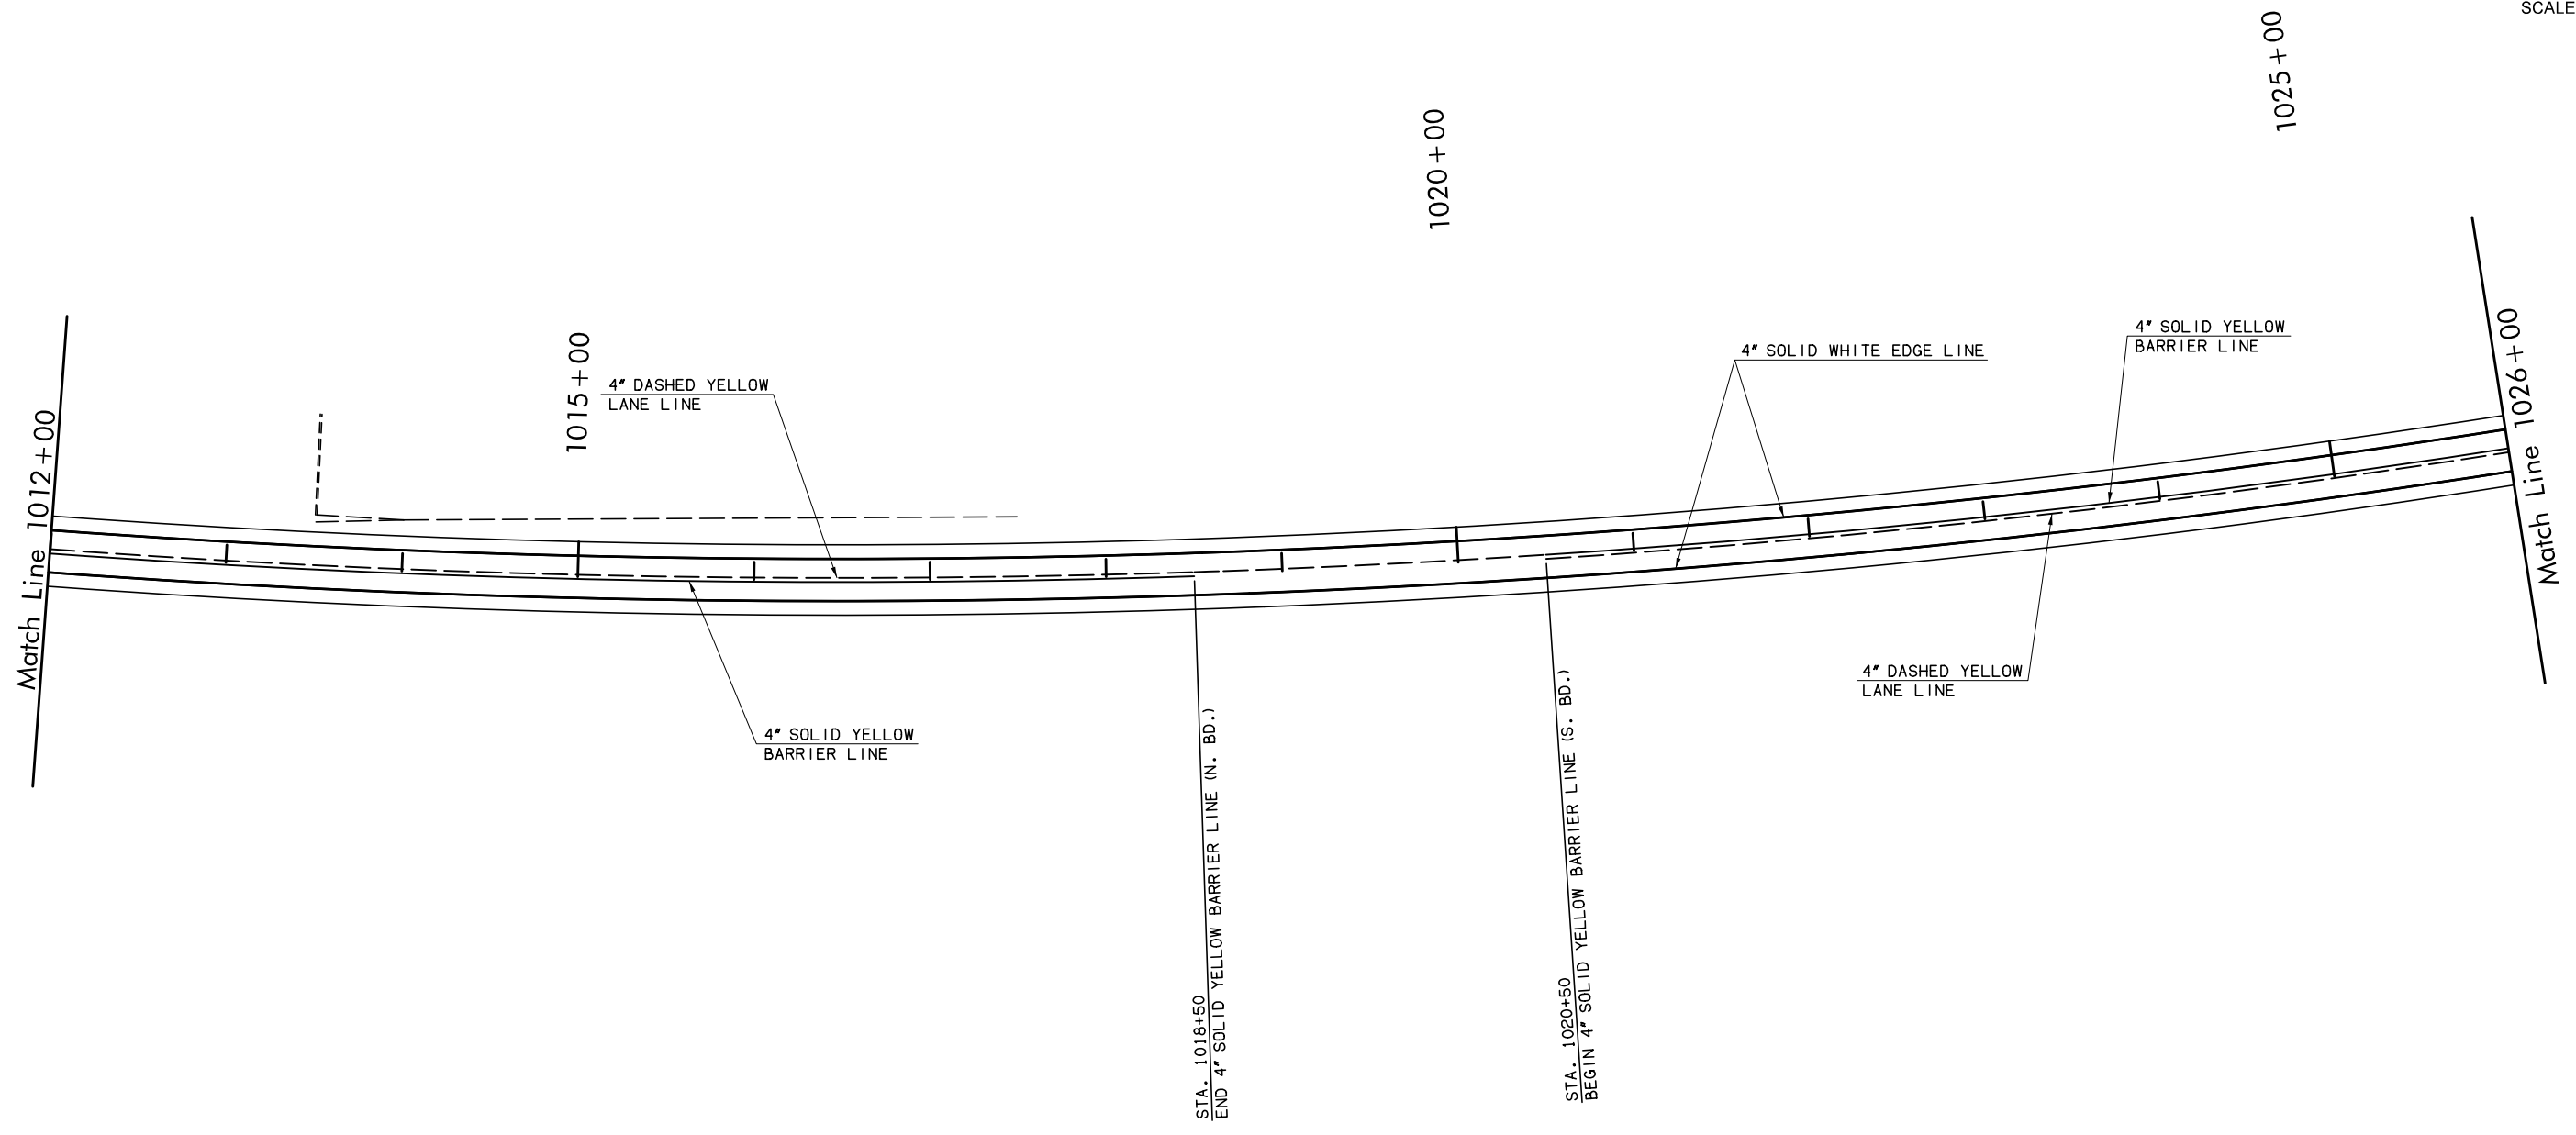 SCALE
1025+00
1020+00
1015+00
4" DASHED YELLOW
LANE LINE
4" SOLID WHITE EDGE LINE
4" SOLID YELLOW
BARRIER LINE
Match Line 1012+00
Match Line 1026+00
4" SOLID YELLOW
BARRIER LINE
4" DASHED YELLOW
LANE LINE
STA. 1018+50
END 4" SOLID YELLOW BARRIER LINE (N. BD.)
STA. 1020+50
BEGIN 4" SOLID YELLOW BARRIER LINE (S. BD.)